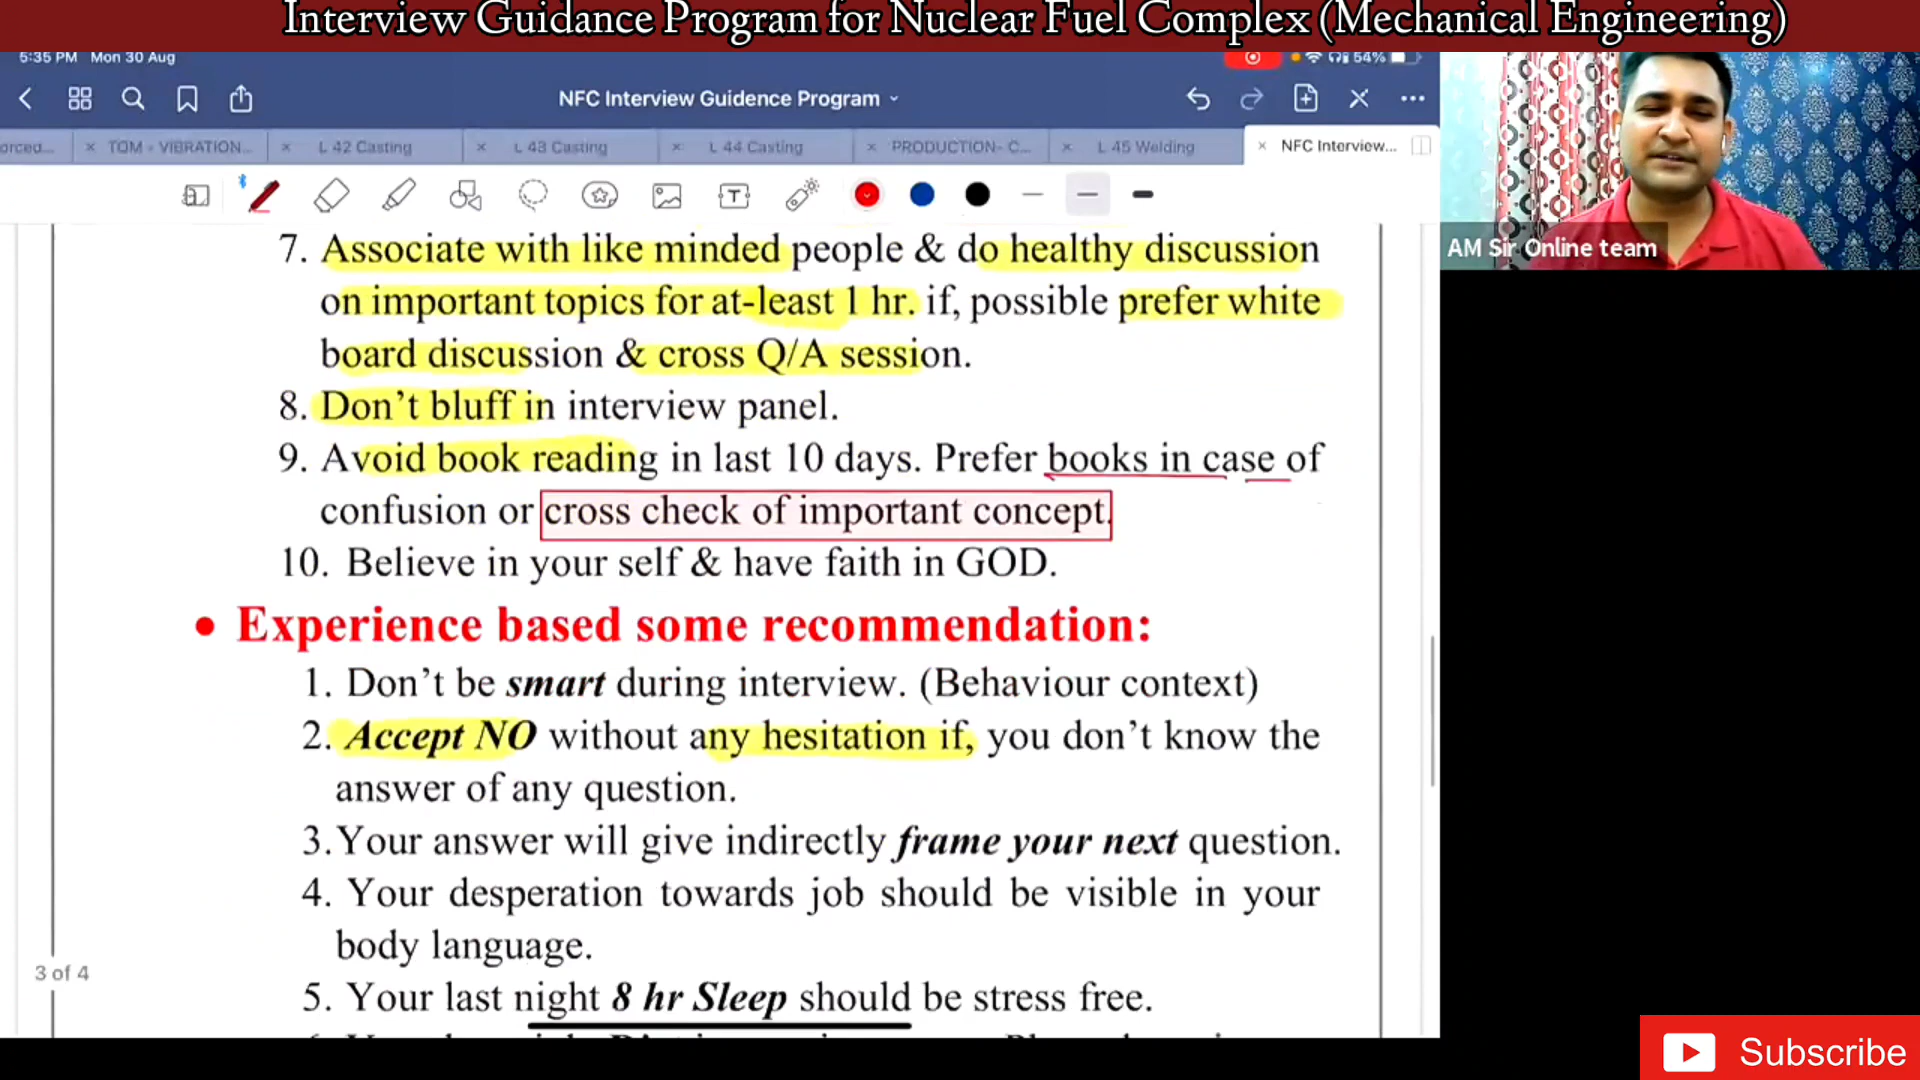 Interview Guidance Program for Nuclear Fuel Complex (Mechanical Engineering)
5:35 PM Mon 30 Aug
54%
NFC Interview Guidence Program
orced...
TOM - VIBRATION...
L 42 Casting
L 43 Casting
L 44 Casting
PRODUCTION- C...
L 45 Welding
NFC Interview...
AM Sir Online team
7. Associate with like minded people & do healthy discussion
on important topics for at-least 1 hr. if, possible prefer white
board discussion & cross Q/A session.
8. Don't bluff in interview panel.
9. Avoid book reading in last 10 days. Prefer books in case of
confusion or cross check of important concept.
10. Believe in your self & have faith in GOD.
• Experience based some recommendation:
1. Don't be smart during interview. (Behaviour context)
2. Accept NO without any hesitation if, you don't know the
answer of any question.
3.Your answer will give indirectly frame your next question.
4. Your desperation towards job should be visible in your
body language.
3 of 4
5. Your last night 8 hr Sleep should be stress free.
Subscribe